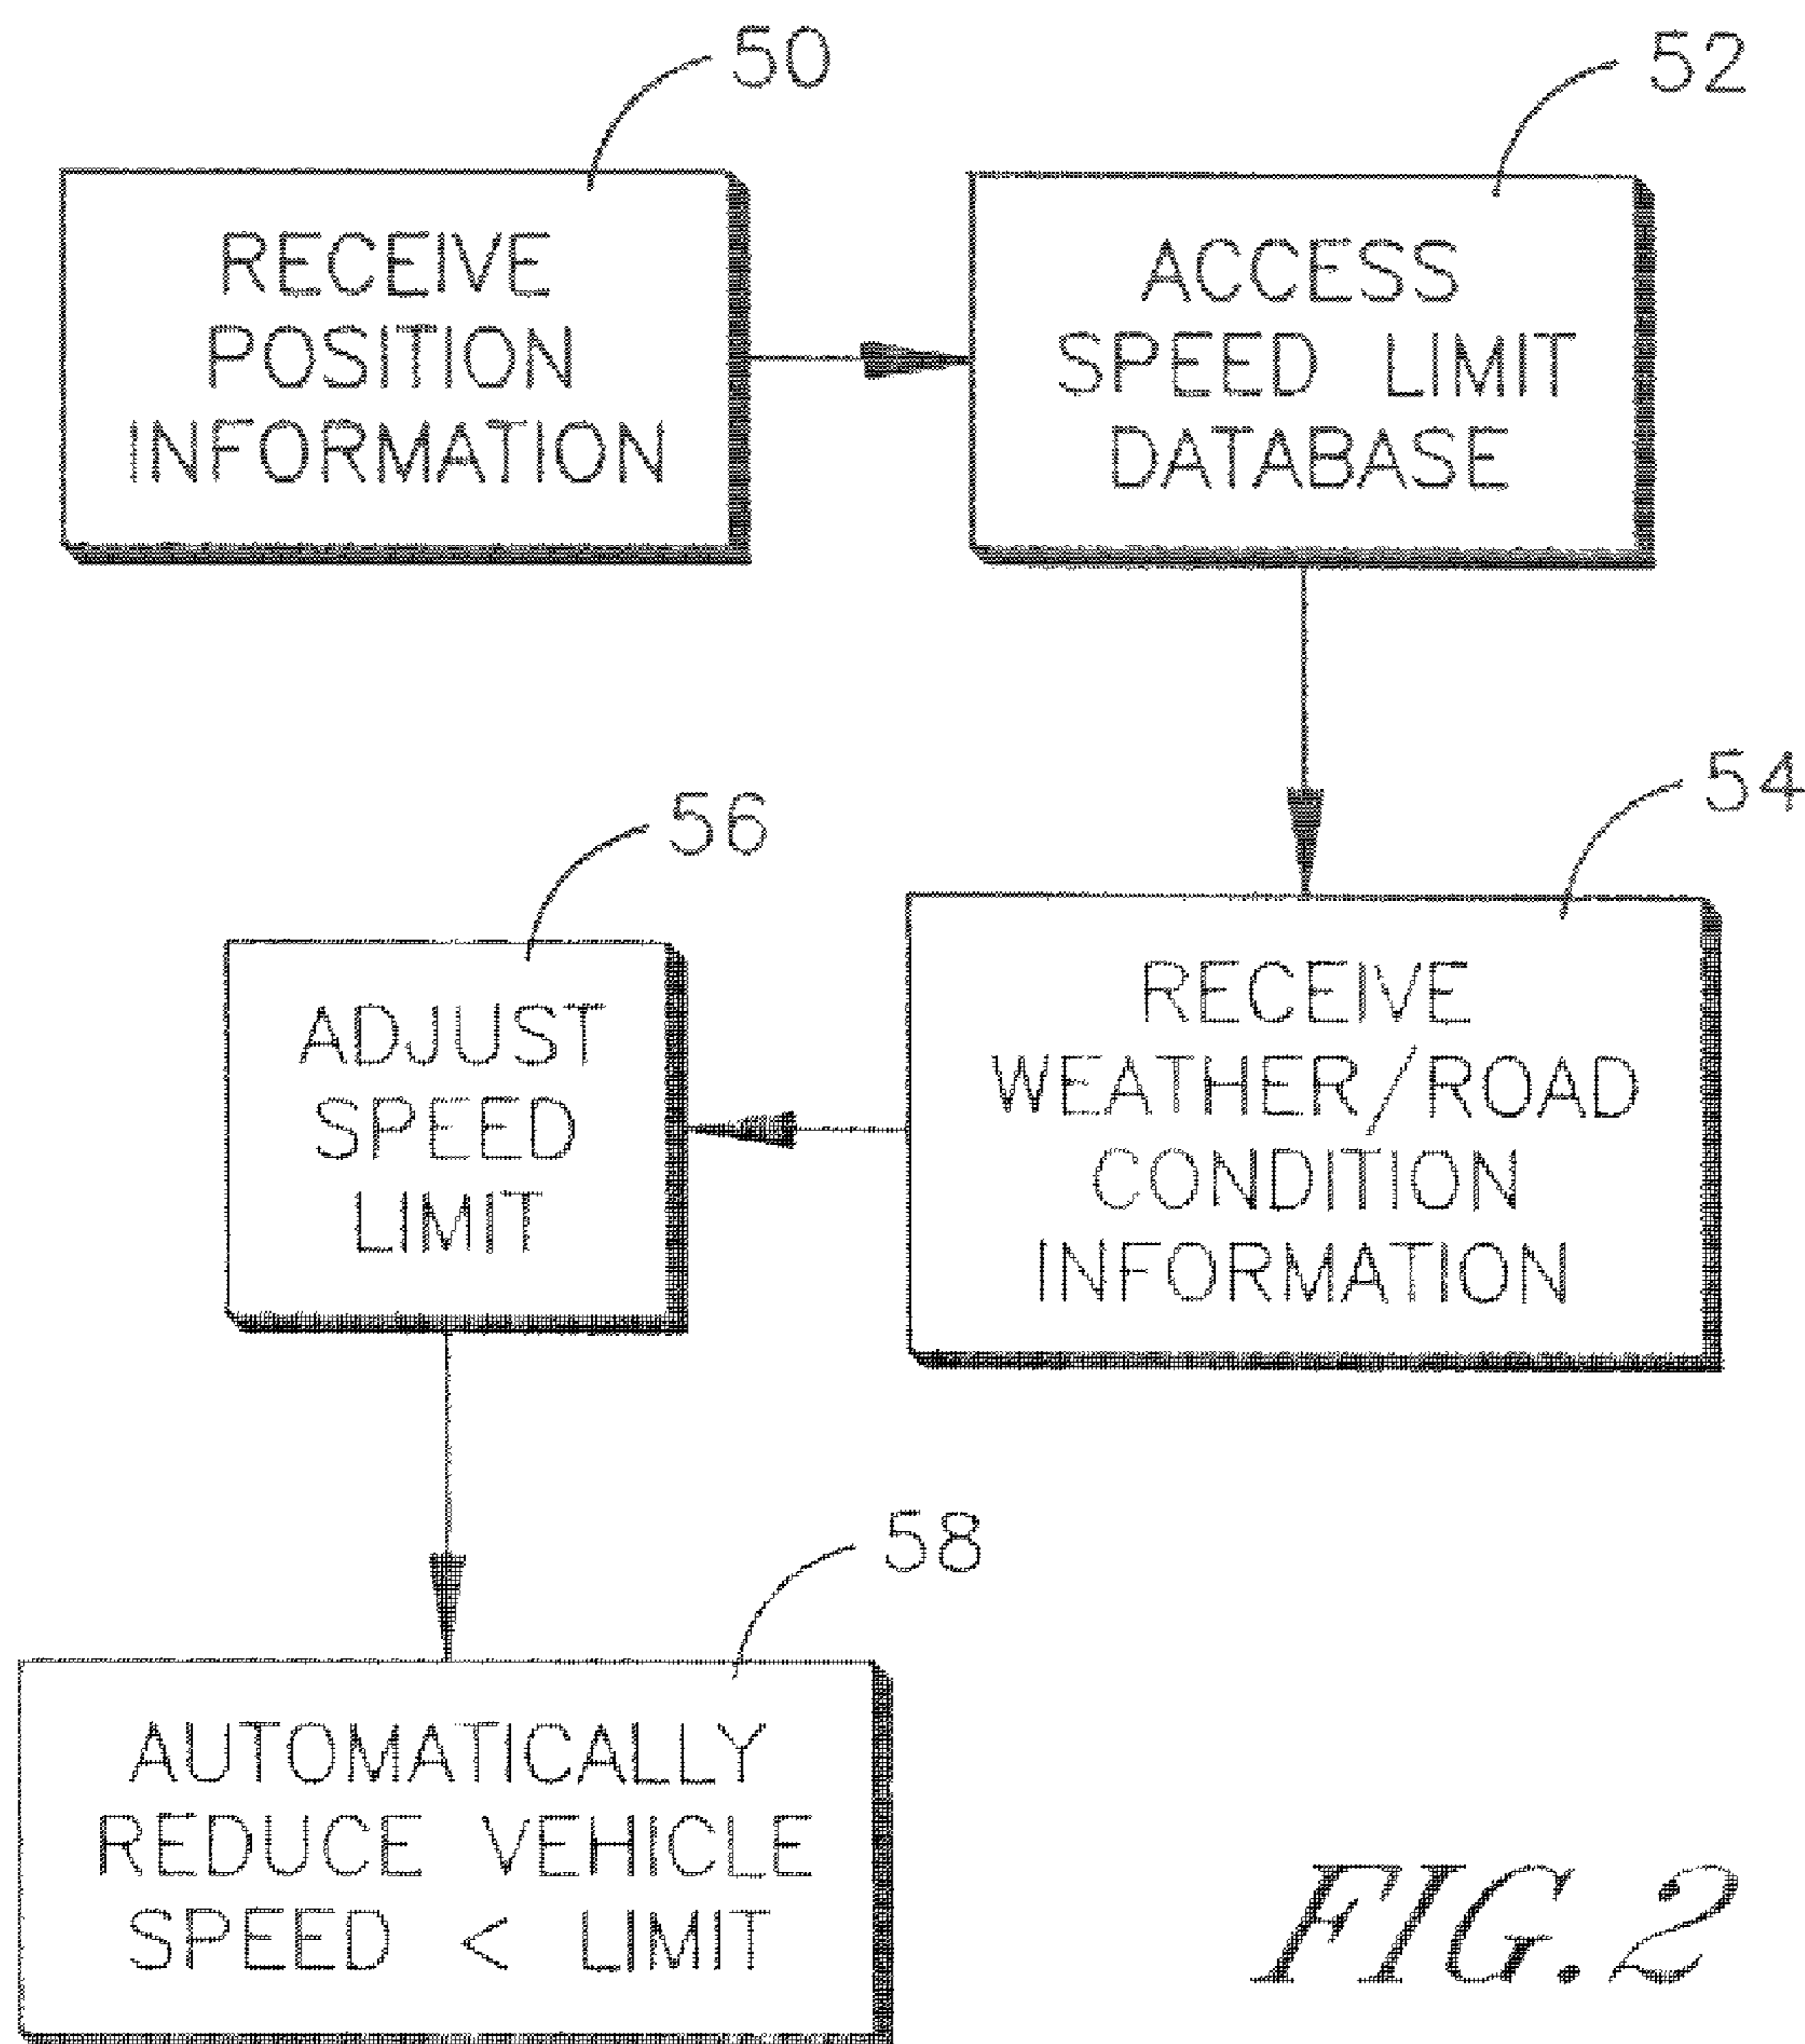 50
RECEIVE
POSITION
INFORMATION
52
ACCESS
SPEED LIMIT
DATABASE
54
RECEIVE
WEATHER/ROAD
CONDITION
INFORMATION
56
ADJUST
SPEED
LIMIT
58
AUTOMATICALLY
REDUCE VEHICLE
SPEED < LIMIT
FIG.2